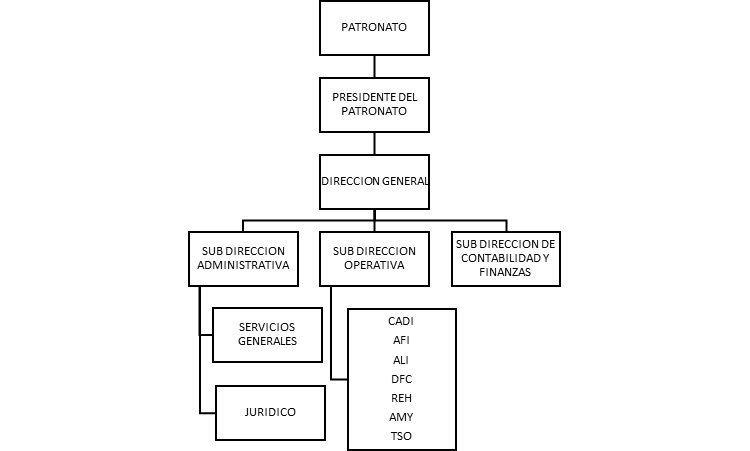 PATRONATO
PRESIDENTE DEL
PATRONATO
DIRECCION GENERAL
SUB DIRECCION
ADMINISTRATIVA
SUB DIRECCION
OPERATIVA
SUB DIRECCION DE
CONTABILIDAD Y
FINANZAS
SERVICIOS
GENERALES
JURIDICO
CADI
AFI
ALI
DFC
REH
AMY
TSO